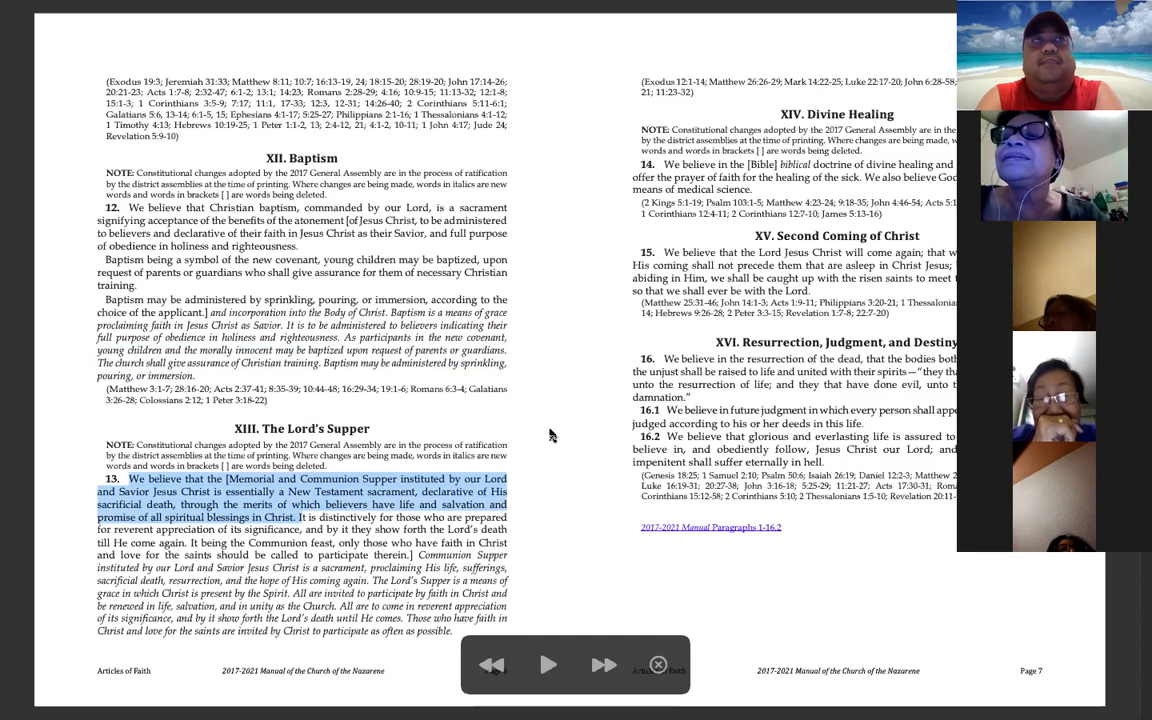 (Exodus 19:3; Jeremiah 31:33; Matthew 8:11; 10:7; 16:13-19, 24; 18:15-20; 28:19-20; John 17:14-26;
20:21-23; Acts 1:7-8; 2:32-47; 6:1-2; 13:1; 14:23; Romans 2:28-29; 4:16; 10:9-15; 11:13-32; 12:1-8;
15:1-3; 1 Corinthians 3:5-9; 7:17; 11:1, 17-33; 12:3, 12-31; 14:26-40; 2 Corinthians 5:11-6:1;
Galatians 5:6, 13-14; 6:1-5, 15; Ephesians 4:1-17; 5:25-27; Philippians 2:1-16; 1 Thessalonians 4:1-12;
1 Timothy 4:13; Hebrews 10:19-25; 1 Peter 1:1-2, 13; 2:4-12, 21; 4:1-2, 10-11; 1 John 4:17; Jude 24;
Revelation 5:9-10)
XII. Baptism
NOTE: Constitutional changes adopted by the 2017 General Assembly are in the process of ratification
by the district assemblies at the time of printing. Where changes are being made, words in italics are new
words and words in brackets [ ] are words being deleted.
12. We believe that Christian baptism, commanded by our Lord, is a sacrament
signifying acceptance of the benefits of the atonement [of Jesus Christ, to be administered
to believers and declarative of their faith in Jesus Christ as their Savior, and full purpose
of obedience in holiness and righteousness.
Baptism being a symbol of the new covenant, young children may be baptized, upon
request of parents or guardians who shall give assurance for them of necessary Christian
training.
Baptism may be administered by sprinkling, pouring, or immersion, according to the
choice of the applicant.] and incorporation into the Body of Christ. Baptism is a means of grace
proclaiming faith in Jesus Christ as Savior. It is to be administered to believers indicating their
full purpose of obedience in holiness and righteousness. As participants in the new covenant,
young children and the morally innocent may be baptized upon request of parents or guardians.
The church shall give assurance of Christian training. Baptism may be administered by sprinkling,
pouring, or immersion.
(Matthew 3:1-7; 28:16-20; Acts 2:37-41; 8:35-39; 10:44-48; 16:29-34; 19:1-6; Romans 6:3-4; Galatians
3:26-28; Colossians 2:12; 1 Peter 3:18-22)
XIII. The Lord's Supper
NOTE: Constitutional changes adopted by the 2017 General Assembly are in the process of ratification
by the district assemblies at the time of printing. Where changes are being made, words in italics are new
words and words in brackets [ ] are words being deleted.
13. We believe that the [Memorial and Communion Supper instituted by our Lord
and Savior Jesus Christ is essentially a New Testament sacrament, declarative of His
sacrificial death, through the merits of which believers have life and salvation and
promise of all spiritual blessings in Christ. It is distinctively for those who are prepared
for reverent appreciation of its significance, and by it they show forth the Lord's death
till He come again. It being the Communion feast, only those who have faith in Christ
and love for the saints should be called to participate therein.] Communion Supper
instituted by our Lord and Savior Jesus Christ is a sacrament, proclaiming His life, sufferings,
sacrificial death, resurrection, and the hope of His coming again. The Lord's Supper is a means of
grace in which Christ is present by the Spirit. All are invited to participate by faith in Christ and
be renewed in life, salvation, and in unity as the Church. All are to come in reverent appreciation
of its significance, and by it show forth the Lord's death until He comes. Those who have faith in
Christ and love for the saints are invited by Christ to participate as often as possible.
Articles of Faith 2017-2021 Manual of the Church of the Nazarene
(Exodus 12:1-14; Matthew 26:26-29; Mark 14:22-25; Luke 22:17-20; John 6:28-58;
21; 11:23-32)
XIV. Divine Healing
NOTE: Constitutional changes adopted by the 2017 General Assembly are in the
by the district assemblies at the time of printing. Where changes are being made,
words and words in brackets [ ] are words being deleted.
14. We believe in the [Bible] biblical doctrine of divine healing and
offer the prayer of faith for the healing of the sick. We also believe God
means of medical science.
(2 Kings 5:1-19; Psalm 103:1-5; Matthew 4:23-24; 9:18-35; John 4:46-54; Acts 5:1
1 Corinthians 12:4-11; 2 Corinthians 12:7-10; James 5:13-16)
XV. Second Coming of Christ
15. We believe that the Lord Jesus Christ will come again; that w
His coming shall not precede them that are asleep in Christ Jesus;
abiding in Him, we shall be caught up with the risen saints to meet
so that we shall ever be with the Lord.
(Matthew 25:31-46; John 14:1-3; Acts 1:9-11; Philippians 3:20-21; 1 Thessaloni
14; Hebrews 9:26-28; 2 Peter 3:3-15; Revelation 1:7-8; 22:7-20)
XVI. Resurrection, Judgment, and Destiny
16. We believe in the resurrection of the dead, that the bodies both
the unjust shall be raised to life and united with their spirits—“they tha
unto the resurrection of life; and they that have done evil, unto t
damnation.”
16.1 We believe in future judgment in which every person shall appe
judged according to his or her deeds in this life.
16.2 We believe that glorious and everlasting life is assured to
believe in, and obediently follow, Jesus Christ our Lord; and
impenitent shall suffer eternally in hell.
(Genesis 18:25; 1 Samuel 2:10; Psalm 50:6; Isaiah 26:19; Daniel 12:2-3; Matthew 2
Luke 16:19-31; 20:27-38; John 3:16-18; 5:25-29; 11:21-27; Acts 17:30-31; Rom
Corinthians 15:12-58; 2 Corinthians 5:10; 2 Thessalonians 1:5-10; Revelation 20:11-
2017-2021 Manual Paragraphs 1-16.2
2017-2021 Manual of the Church of the Nazarene Page 7